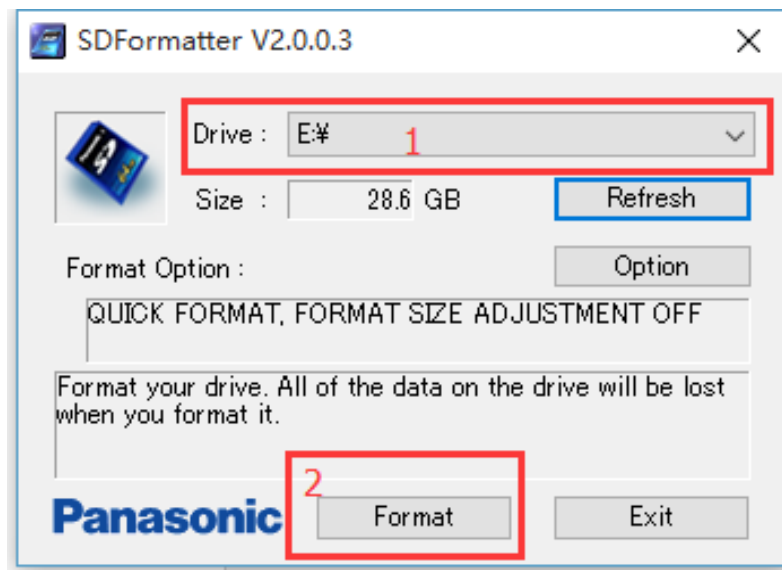 SDFormatter V2.0.0.3
Drive : E:¥ 1
Size : 28.6 GB Refresh
Format Option : Option
QUICK FORMAT, FORMAT SIZE ADJUSTMENT OFF
Format your drive. All of the data on the drive will be lost
when you format it.
2
Panasonic Format Exit